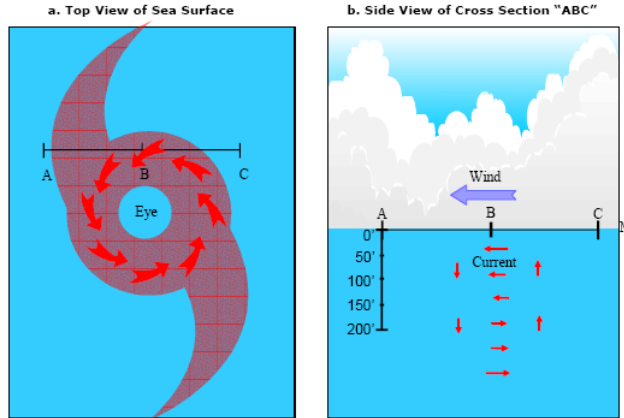 a. Top View of Sea Surface
A
B
C
Eye
b. Side View of Cross Section “ABC”
Wind
A
B
C
M
0'
50'
Current
100'
150'
200'